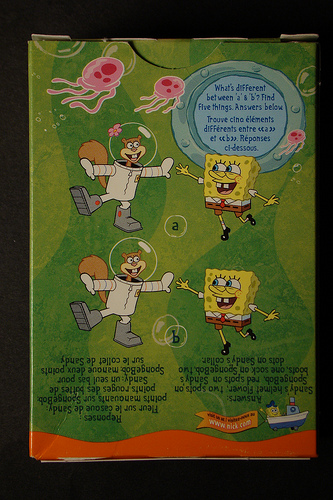 What's different
between 'a' & 'b'? Find
five things. Answers below.
Trouve cinq éléments
différents entre «a»
et «b». Réponses
ci-dessous.
a
b
Answers:
Sandy's helmet flower, two spots on
SpongeBob, red spots on Sandy's
boots, one sock on SpongeBob, two
dots on Sandy's collar.
Réponses:
Fleur sur le casque de Sandy,
points manquants sur SpongeBob
points rouges des bottes de
Sandy, un seul bas pour
SpongeBob, manque deux points
sur le collet de Sandy
www.nick.com